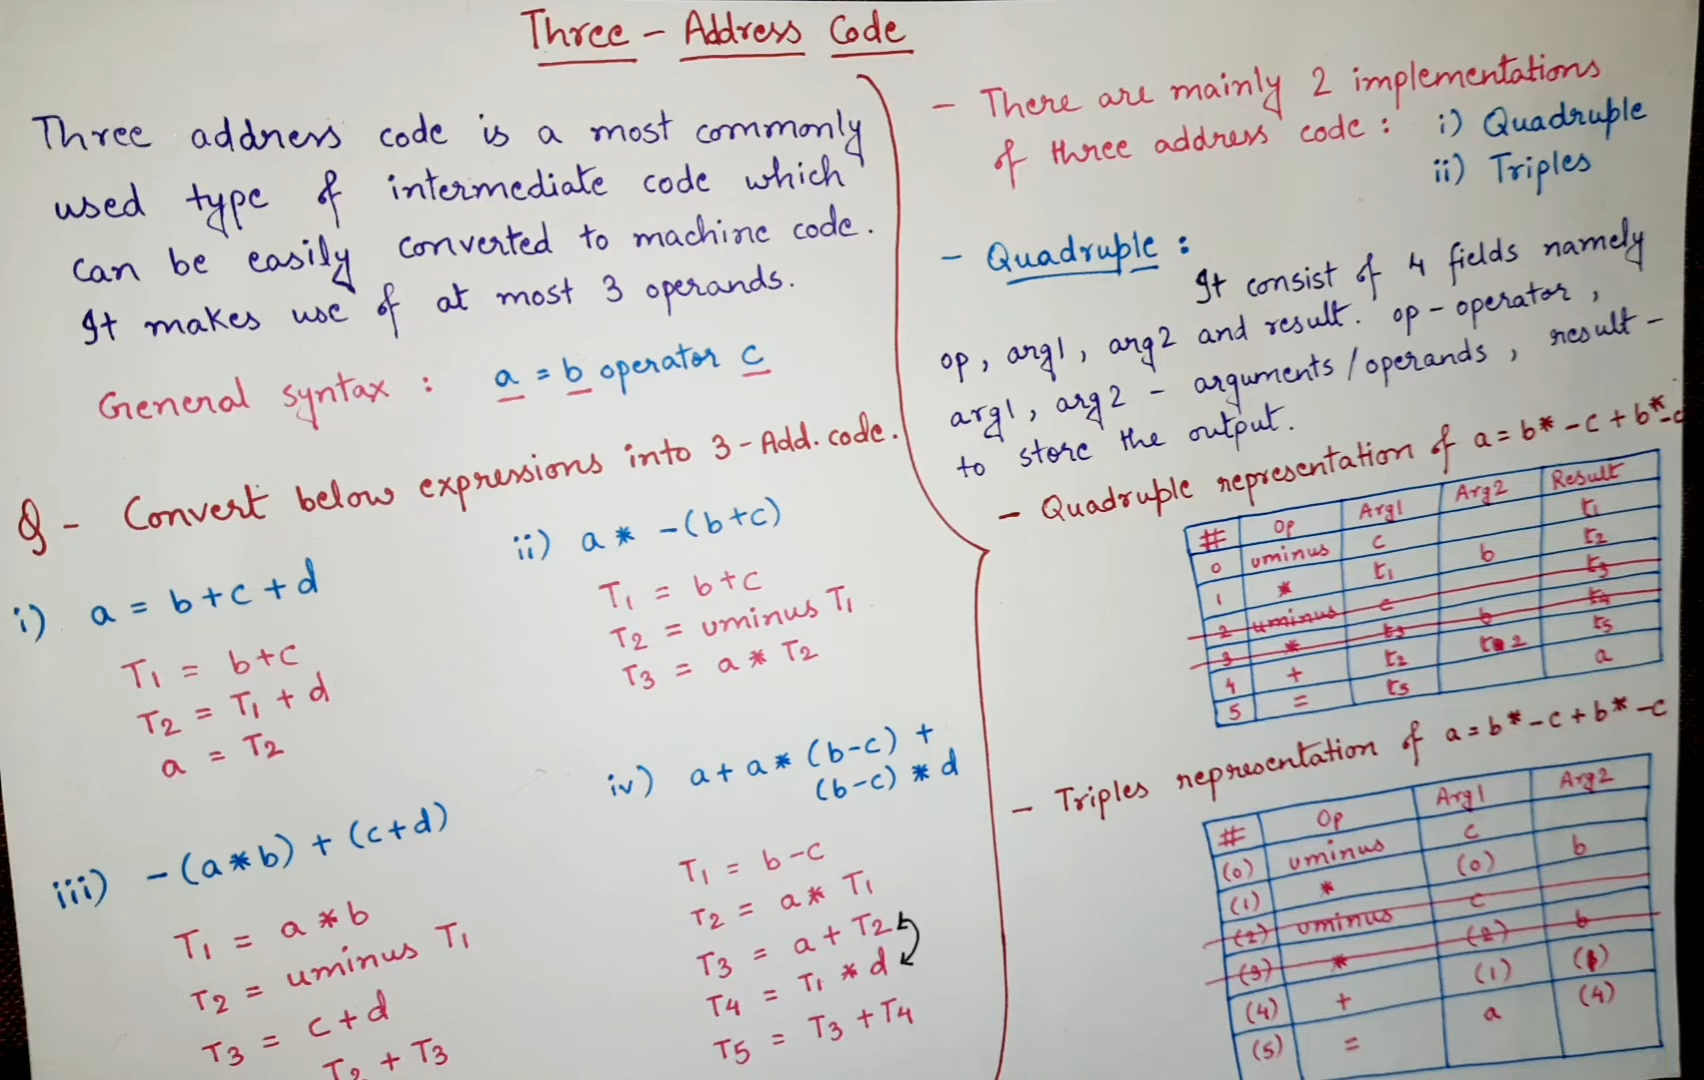 Three - Address Code
Three address code is a most commonly
used type of intermediate code which
can be easily converted to machine code.
It makes use of at most 3 operands.
General syntax : a = b operator c
Q - Convert below expressions into 3-Add. code.
i) a = b + c + d
T1 = b+c
T2 = T1 + d
a = T2
ii) a * -(b+c)
T1 = b+c
T2 = uminus T1
T3 = a * T2
iii) -(a*b) + (c+d)
T1 = a * b
T2 = uminus T1
T3 = c+d
T2 + T3
iv) a + a * (b-c) +
(b-c) * d
T1 = b-c
T2 = a * T1
T3 = a + T2
T4 = T1 * d
T5 = T3 + T4
- There are mainly 2 implementations
of three address code : i) Quadruple
ii) Triples
- Quadruple :
It consist of 4 fields namely
op, arg1, arg2 and result. op - operator,
arg1, arg2 - arguments/operands, result -
to store the output.
- Quadruple representation of a = b* -c + b* -c
# Op Arg1 Arg2 Result
0 uminus c t1
1 * t1 b t2
2 uminus c t3
3 * t3 b t4
4 + t2 t2 t5
5 = t5 a
- Triples representation of a = b* -c + b* -c
# Op Arg1 Arg2
(0) uminus c
(1) * (0) b
(2) uminus c
(3) * (2) b
(4) + (1) (1)
(5) = a (4)